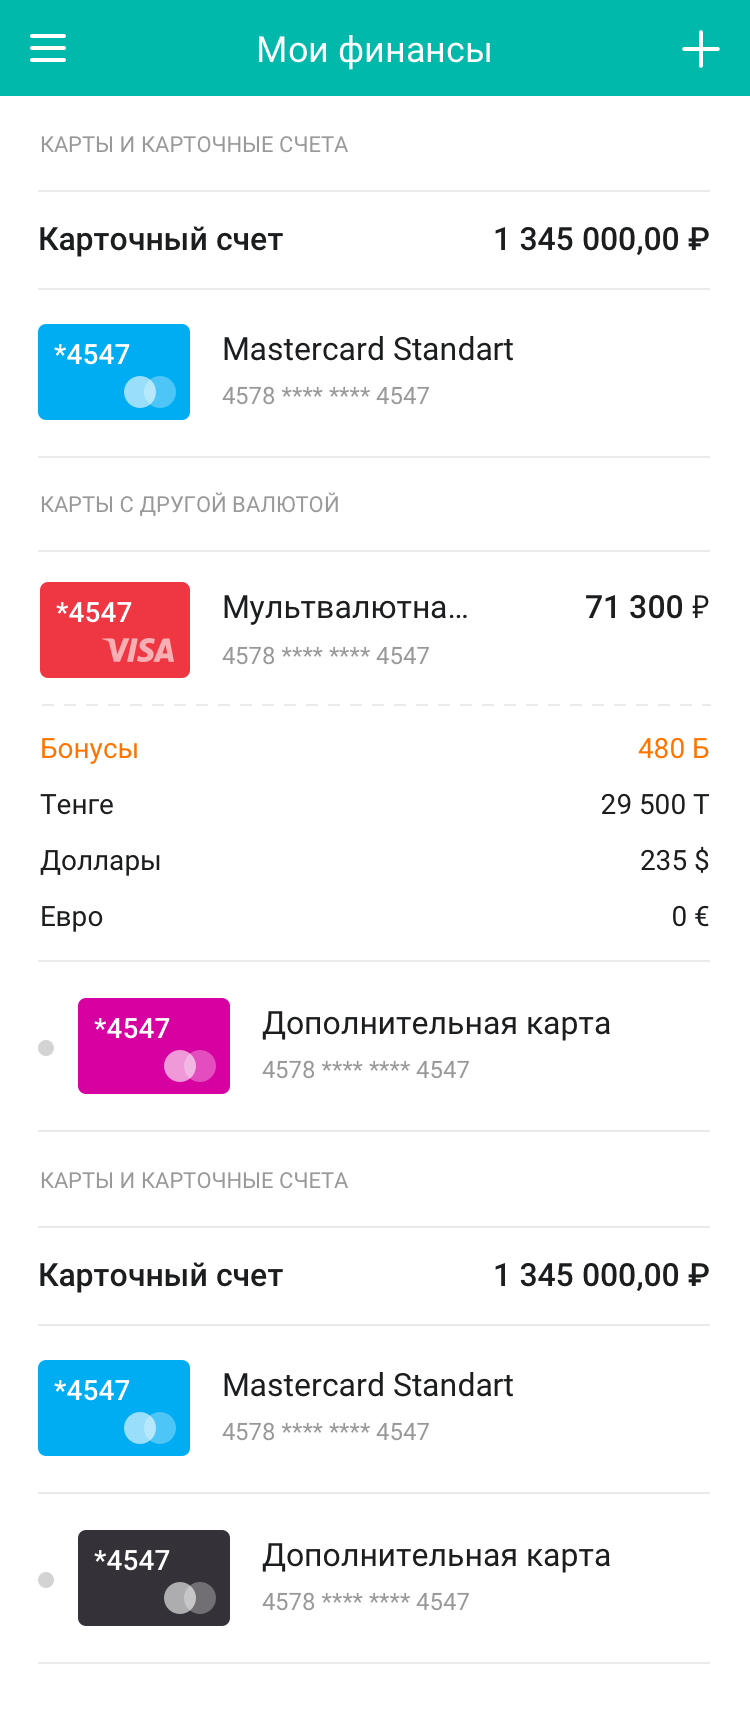 Мои финансы
КАРТЫ И КАРТОЧНЫЕ СЧЕТА
Карточный счет 1 345 000,00 ₽
*4547
Mastercard Standart
4578 **** **** 4547
КАРТЫ С ДРУГОЙ ВАЛЮТОЙ
*4547
VISA
Мультвалютна... 71 300 ₽
4578 **** **** 4547
Бонусы 480 Б
Тенге 29 500 Т
Доллары 235 $
Евро 0 €
*4547
Дополнительная карта
4578 **** **** 4547
КАРТЫ И КАРТОЧНЫЕ СЧЕТА
Карточный счет 1 345 000,00 ₽
*4547
Mastercard Standart
4578 **** **** 4547
*4547
Дополнительная карта
4578 **** **** 4547